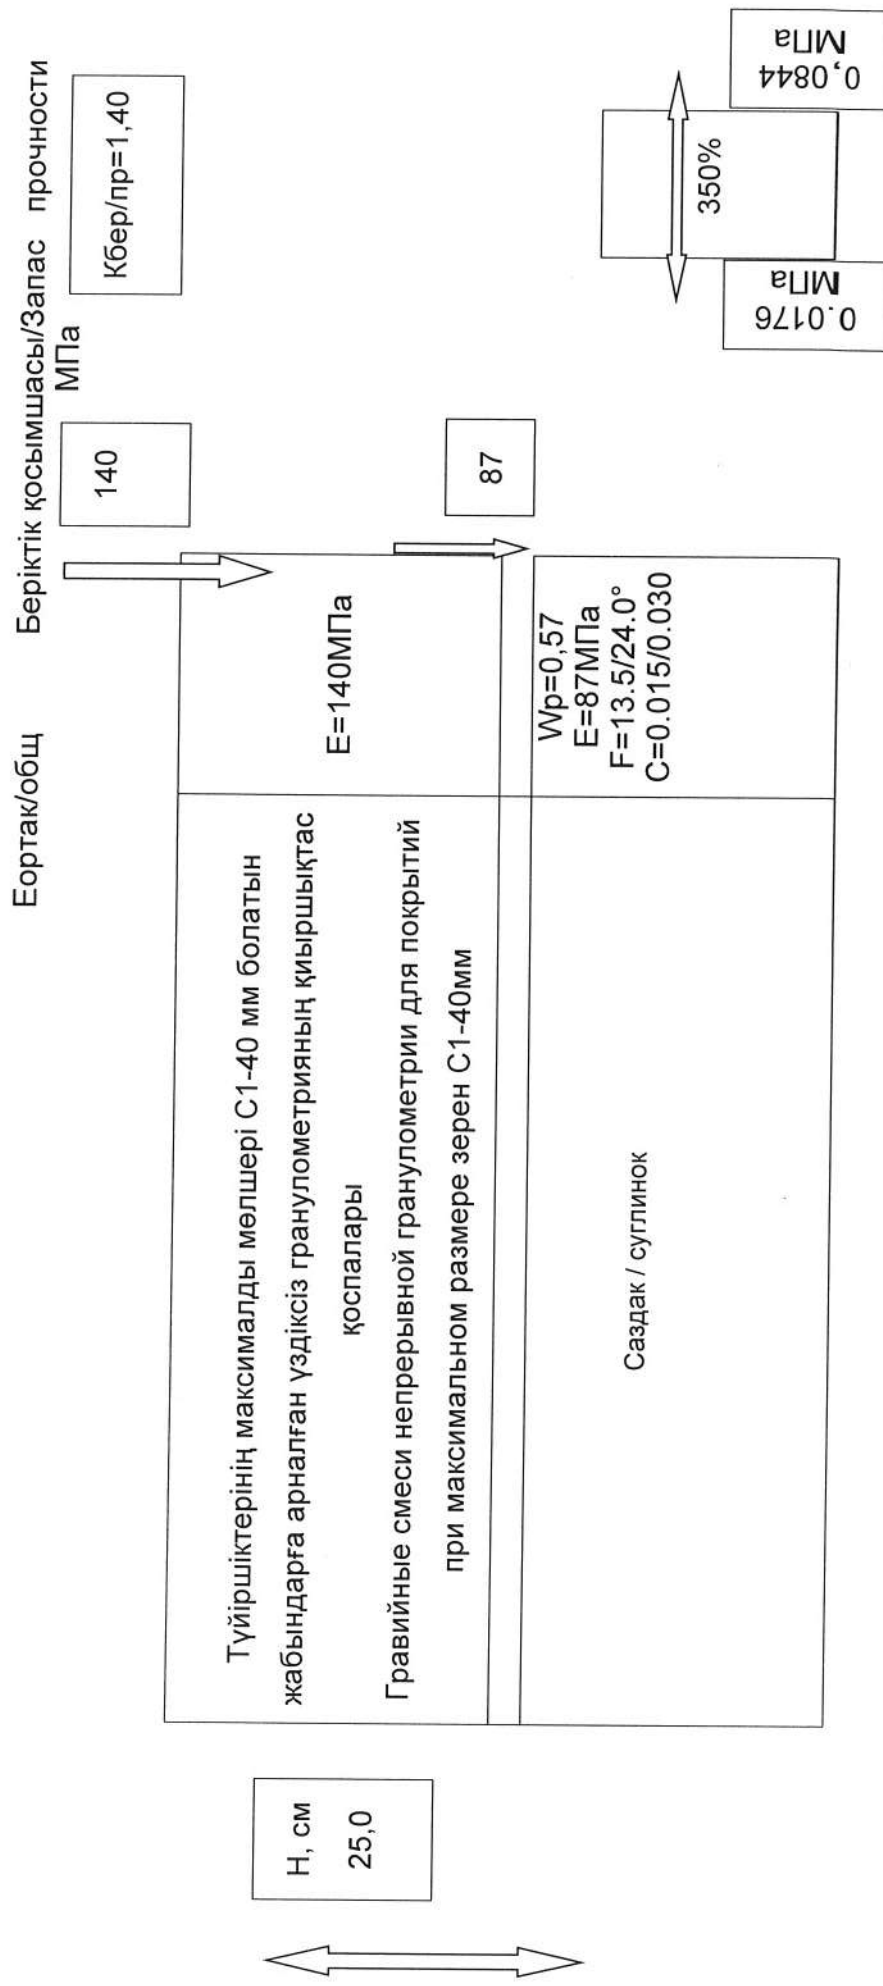 Еортак/общ
Беріктік қосымшасы/Запас прочности
МПа
140
Кбер/пр=1,40
Н, см
25,0
Түйіршіктерінің максималды мөлшері С1-40 мм болатын
жабындарға арналған үздіксіз гранулометрияның қиыршықтас
қоспалары
Гравийные смеси непрерывной гранулометрии для покрытий
при максимальном размере зерен С1-40мм
Е=140МПа
87
Саздак / суглинок
Wp=0,57
Е=87МПа
F=13.5/24.0°
С=0.015/0.030
350%
0.0176
МПа
0,0844
МПа